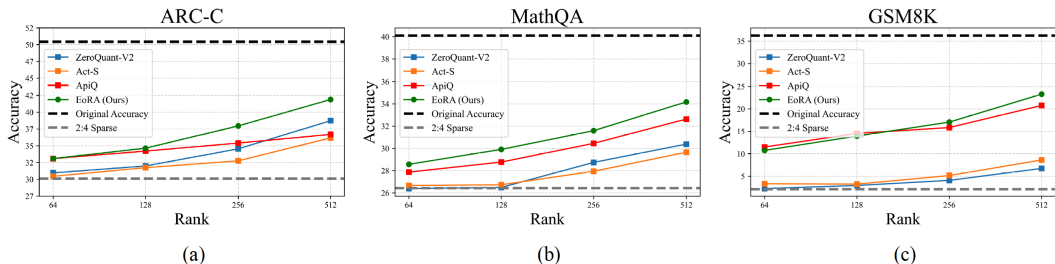 ARC-C
52
50
47
45
42
40
37
35
32
30
27
Accuracy
ZeroQuant-V2
Act-S
ApiQ
EoRA (Ours)
Original Accuracy
2:4 Sparse
64
128
256
512
Rank
(a)
MathQA
40
38
36
34
32
30
28
26
Accuracy
ZeroQuant-V2
Act-S
ApiQ
EoRA (Ours)
Original Accuracy
2:4 Sparse
64
128
256
512
Rank
(b)
GSM8K
35
30
25
20
15
10
5
Accuracy
ZeroQuant-V2
Act-S
ApiQ
EoRA (Ours)
Original Accuracy
2:4 Sparse
64
128
256
512
Rank
(c)